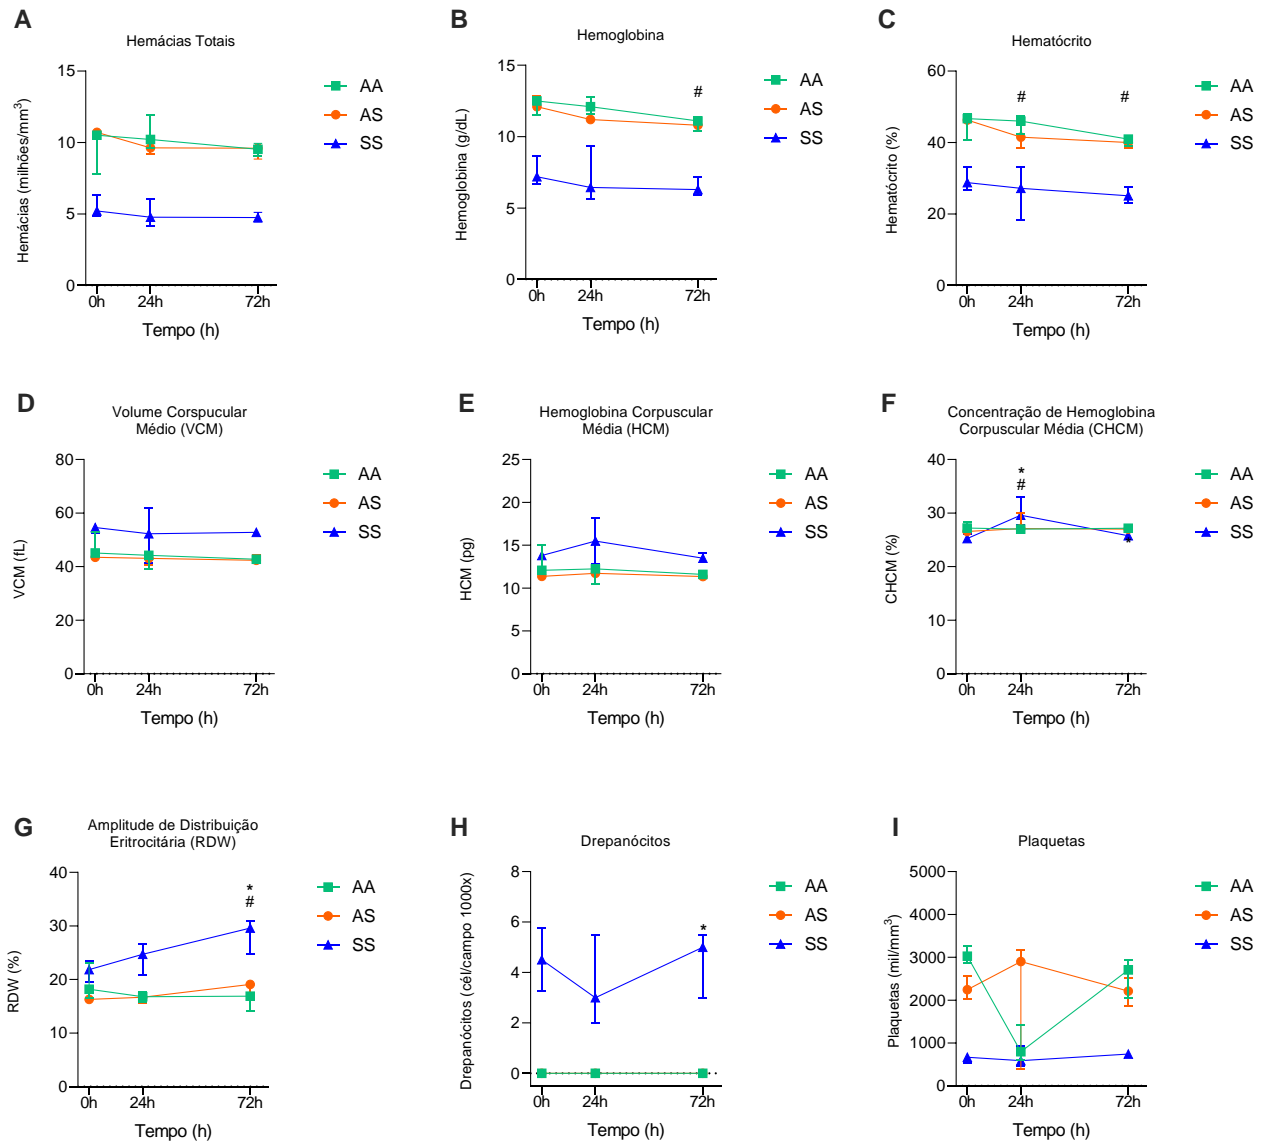 A
Hemácias Totais
Hemácias (milhões/mm³)
15
10
5
0
0h 24h 72h
Tempo (h)
AA
AS
SS
B
Hemoglobina
Hemoglobina (g/dL)
15
10
5
0
#
0h 24h 72h
Tempo (h)
AA
AS
SS
C
Hematócrito
Hematócrito (%)
60
40
20
0
# #
0h 24h 72h
Tempo (h)
AA
AS
SS
D
Volume Corspucular
Médio (VCM)
VCM (fL)
80
60
40
20
0
0h 24h 72h
Tempo (h)
AA
AS
SS
E
Hemoglobina Corpuscular
Média (HCM)
HCM (pg)
25
20
15
10
5
0
0h 24h 72h
Tempo (h)
AA
AS
SS
F
Concentração de Hemoglobina
Corpuscular Média (CHCM)
CHCM (%)
40
30
20
10
0
*
#
*
0h 24h 72h
Tempo (h)
AA
AS
SS
G
Amplitude de Distribuição
Eritrocitária (RDW)
RDW (%)
40
30
20
10
0
*
#
0h 24h 72h
Tempo (h)
AA
AS
SS
H
Drepanócitos
Drepanócitos (cél/campo 1000x)
8
6
4
2
0
*
0h 24h 72h
Tempo (h)
AA
AS
SS
I
Plaquetas
Plaquetas (mil/mm³)
5000
4000
3000
2000
1000
0
0h 24h 72h
Tempo (h)
AA
AS
SS